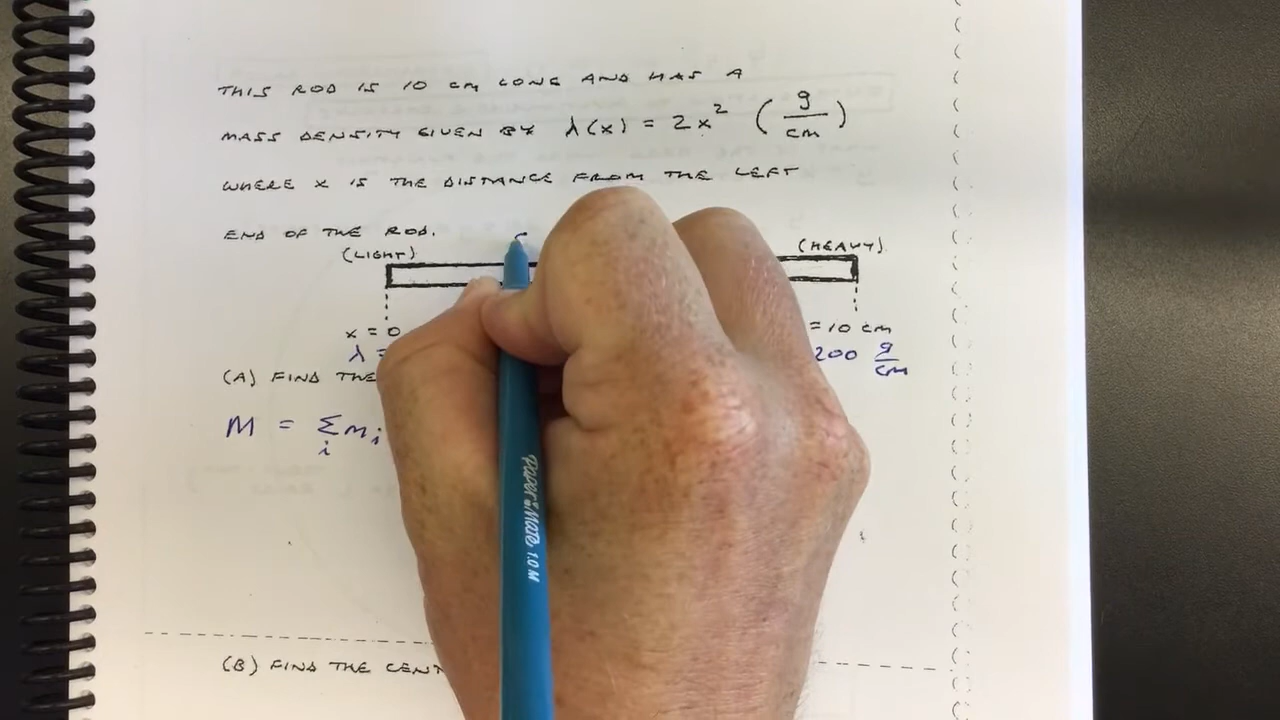 THIS ROD IS 10 CM LONG AND HAS A
MASS DENSITY GIVEN BY λ(x) = 2x² (g/cm)
WHERE X IS THE DISTANCE FROM THE LEFT
END OF THE ROD.
(LIGHT) (HEAVY)
x = 0 = 10 cm
λ = 200 g/cm
(A) FIND THE
M = Σ mᵢ
i
(B) FIND THE CENT
Paper:Mate 1.0 M